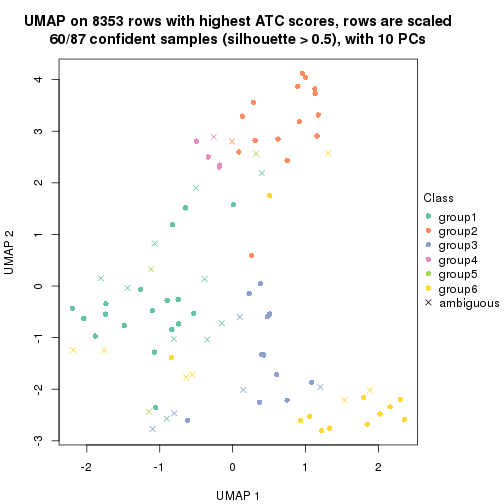 UMAP on 8353 rows with highest ATC scores, rows are scaled
60/87 confident samples (silhouette > 0.5), with 10 PCs
4
3
2
1
0
-1
-2
-3
UMAP 2
-2
-1
0
1
2
UMAP 1
Class
group1
group2
group3
group4
group5
group6
ambiguous